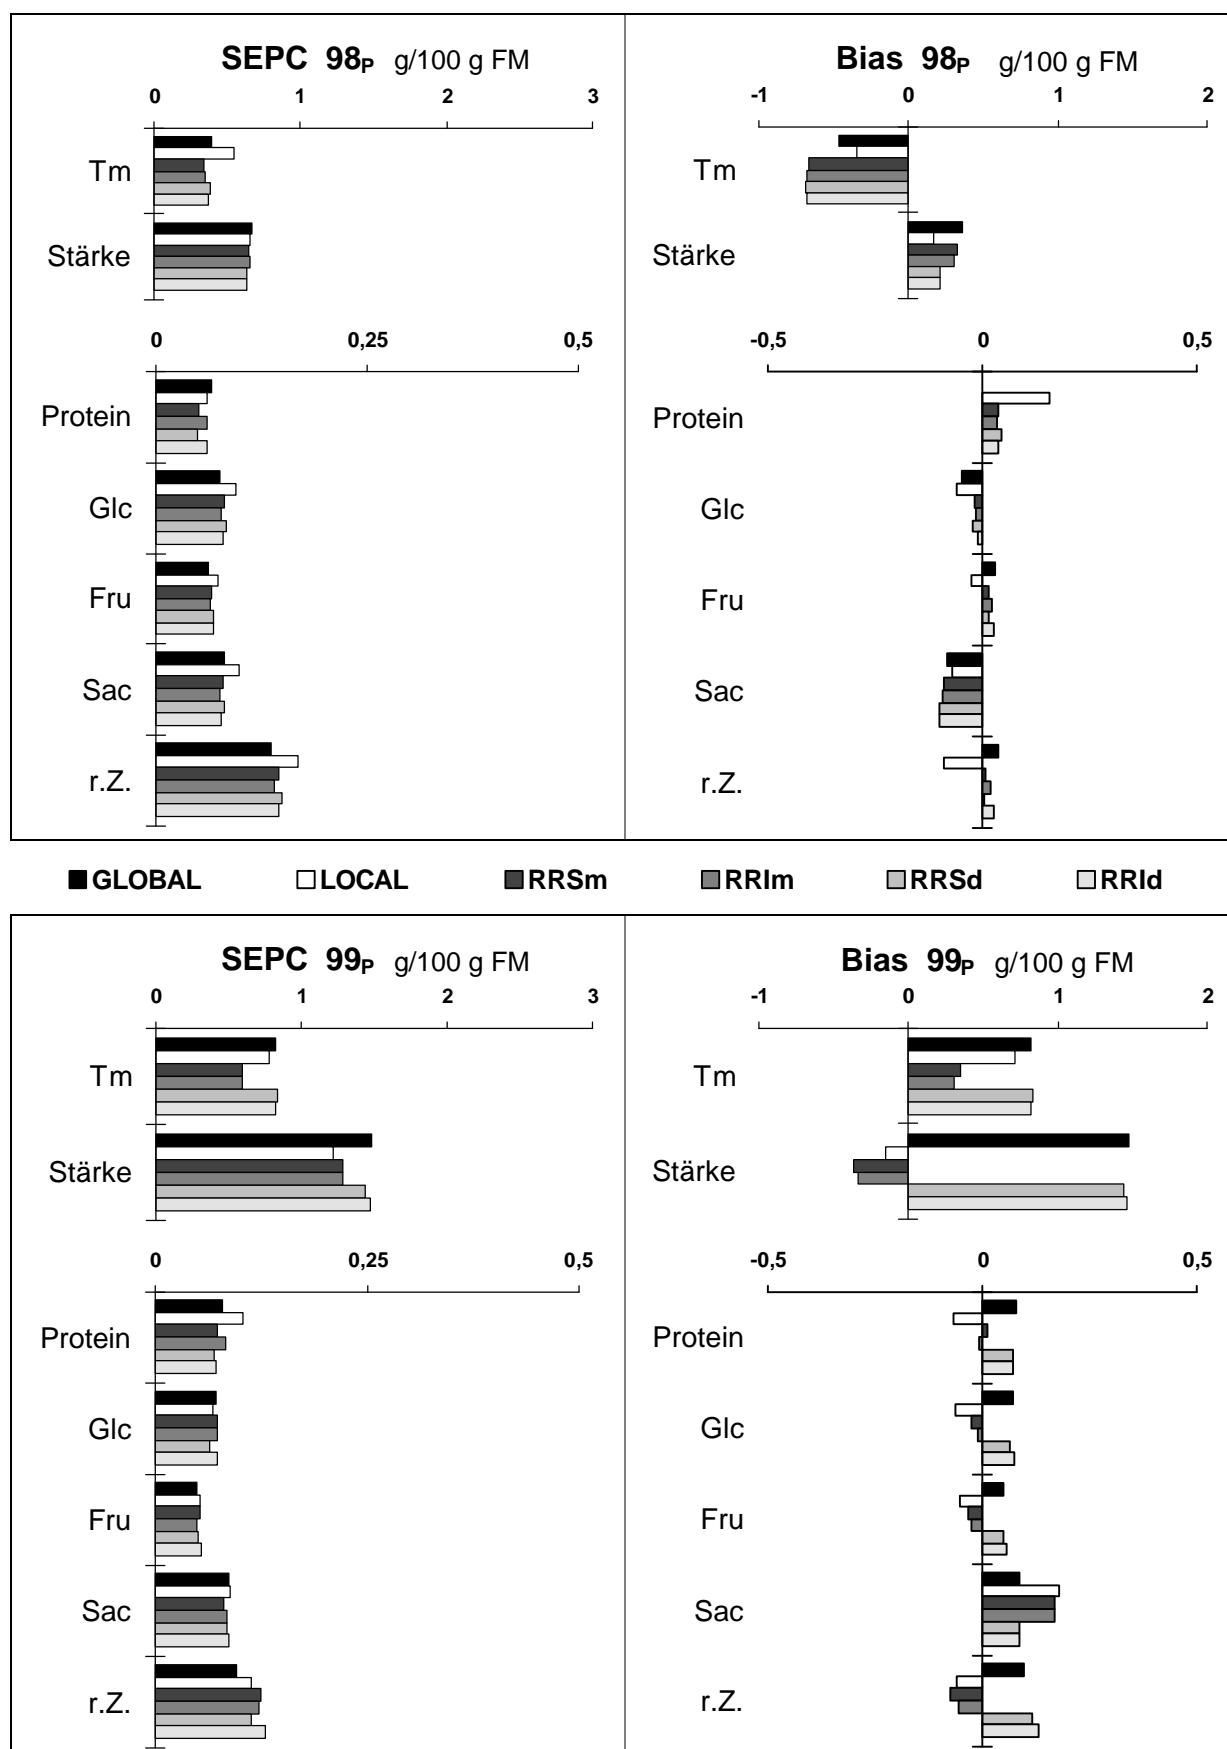 SEPC 98P g/100 g FM
0 1 2 3
Tm
Stärke
0 0,25 0,5
Protein
Glc
Fru
Sac
r.Z.
Bias 98P g/100 g FM
-1 0 1 2
Tm
Stärke
-0,5 0 0,5
Protein
Glc
Fru
Sac
r.Z.
GLOBAL LOCAL RRSm RRIm RRSd RRId
SEPC 99P g/100 g FM
0 1 2 3
Tm
Stärke
0 0,25 0,5
Protein
Glc
Fru
Sac
r.Z.
Bias 99P g/100 g FM
-1 0 1 2
Tm
Stärke
-0,5 0 0,5
Protein
Glc
Fru
Sac
r.Z.